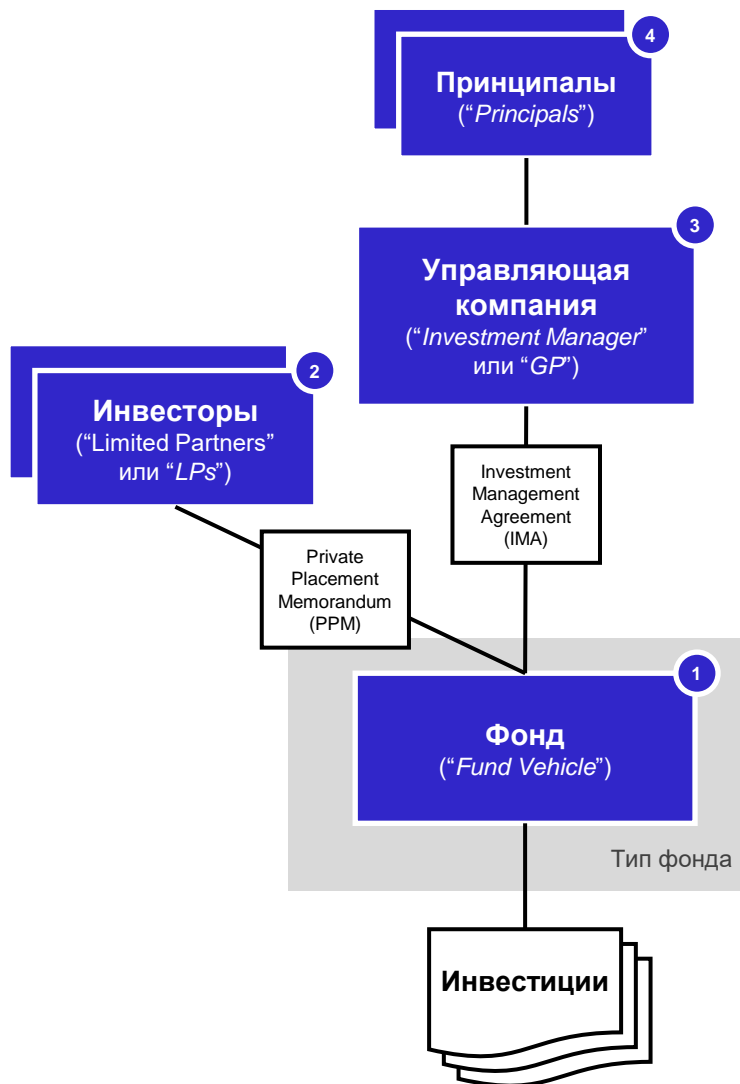 4
Принципалы
(“Principals”)
3
Управляющая
компания
(“Investment Manager”
или “GP”)
2
Инвесторы
(“Limited Partners”
или “LPs”)
Investment
Management
Agreement
(IMA)
Private
Placement
Memorandum
(PPM)
1
Фонд
(“Fund Vehicle”)
Тип фонда
Инвестиции